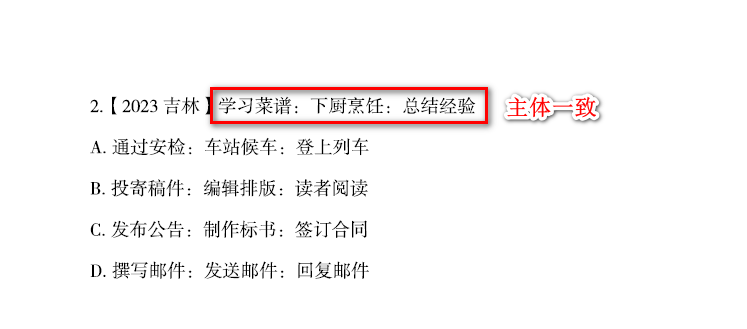 2.【2023 吉林】学习菜谱：下厨烹饪：总结经验 主体一致
A. 通过安检：车站候车：登上列车
B. 投寄稿件：编辑排版：读者阅读
C. 发布公告：制作标书：签订合同
D. 撰写邮件：发送邮件：回复邮件